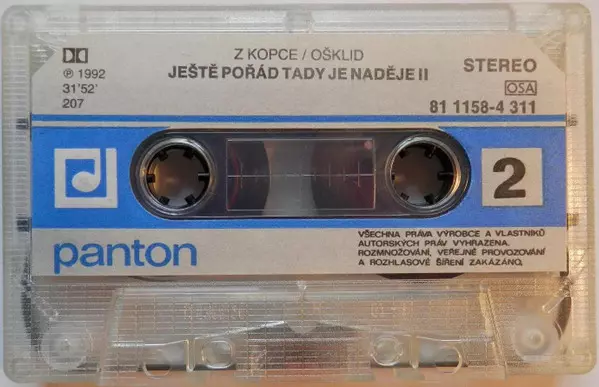 Z KOPCE / OŠKLID
JEŠTĚ POŘÁD TADY JE NADĚJE II
℗ 1992
31'52'
207
STEREO
OSA
81 1158-4 311
2
panton
VŠECHNA PRÁVA VÝROBCE A VLASTNÍKŮ
AUTORSKÝCH PRÁV VYHRAZENA.
ROZMNOŽOVÁNÍ, VEŘEJNÉ PROVOZOVÁNÍ
A ROZHLASOVÉ ŠÍŘENÍ ZAKÁZÁNO,